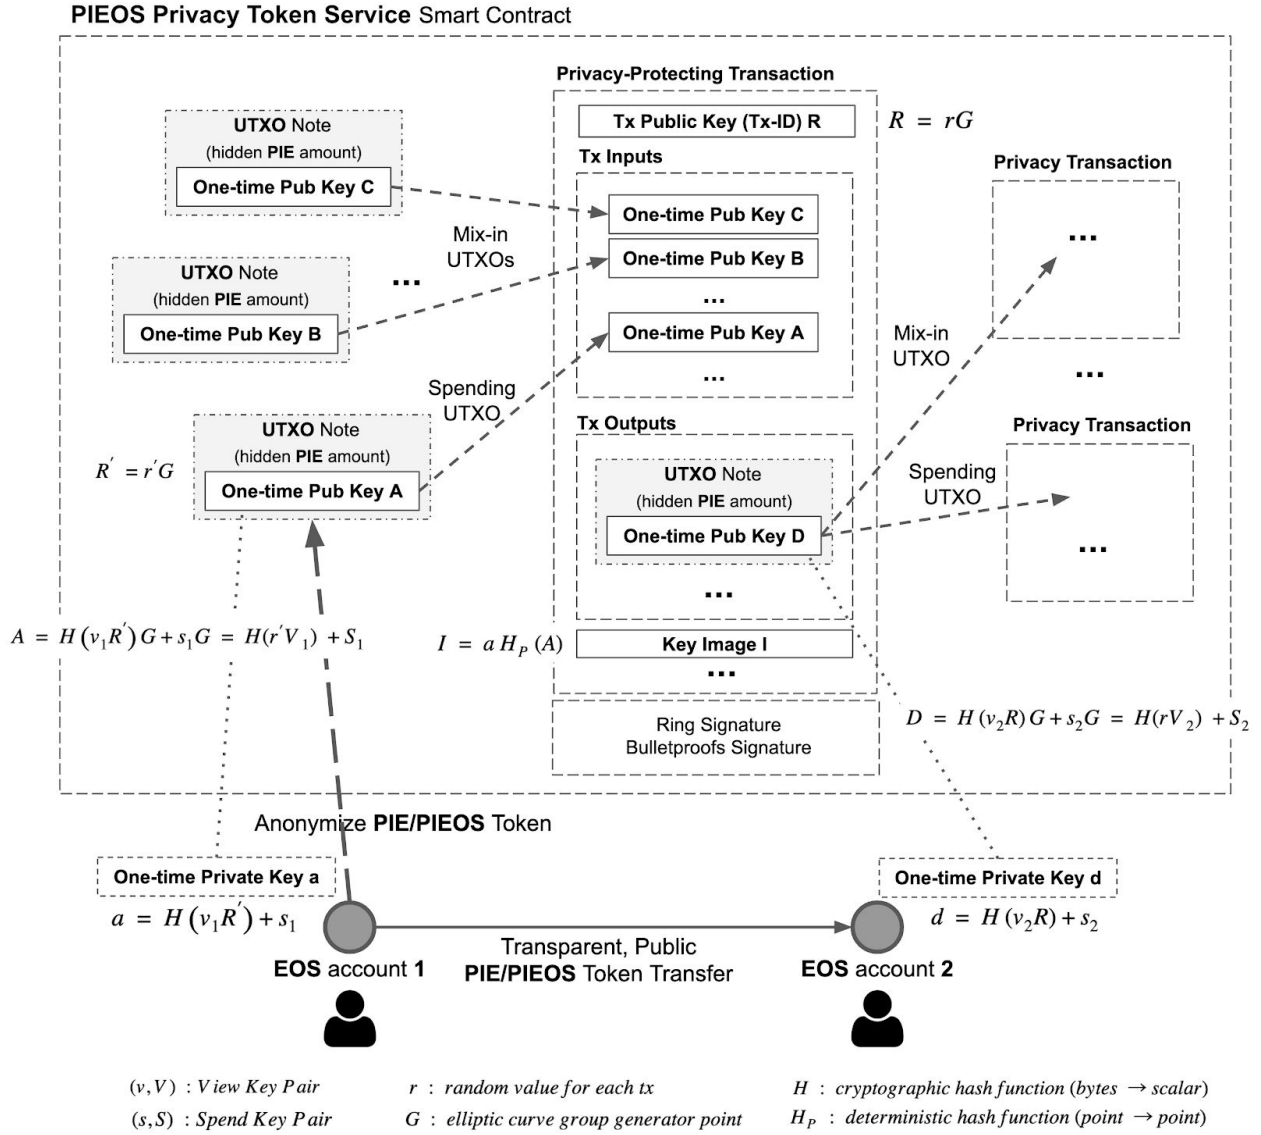 PIEOS Privacy Token Service Smart Contract
Privacy-Protecting Transaction
Tx Public Key (Tx-ID) R
R = rG
Tx Inputs
One-time Pub Key C
One-time Pub Key B
...
One-time Pub Key A
...
UTXO Note
(hidden PIE amount)
One-time Pub Key C
Mix-in
UTXOs
...
UTXO Note
(hidden PIE amount)
One-time Pub Key B
Spending
UTXO
UTXO Note
(hidden PIE amount)
One-time Pub Key A
R' = r'G
Privacy Transaction
...
Mix-in
UTXO
...
Privacy Transaction
Spending
UTXO
...
Tx Outputs
UTXO Note
(hidden PIE amount)
One-time Pub Key D
...
A = H(v₁R')G + s₁G = H(r'V₁) + S₁
I = a H_P (A)
Key Image I
...
Ring Signature
Bulletproofs Signature
D = H(v₂R)G + s₂G = H(rV₂) + S₂
Anonymize PIE/PIEOS Token
One-time Private Key a
a = H(v₁R') + s₁
One-time Private Key d
d = H(v₂R) + s₂
Transparent, Public
PIE/PIEOS Token Transfer
EOS account 1
EOS account 2
(v,V) : View Key Pair
(s,S) : Spend Key Pair
r : random value for each tx
G : elliptic curve group generator point
H : cryptographic hash function (bytes → scalar)
H_P : deterministic hash function (point → point)